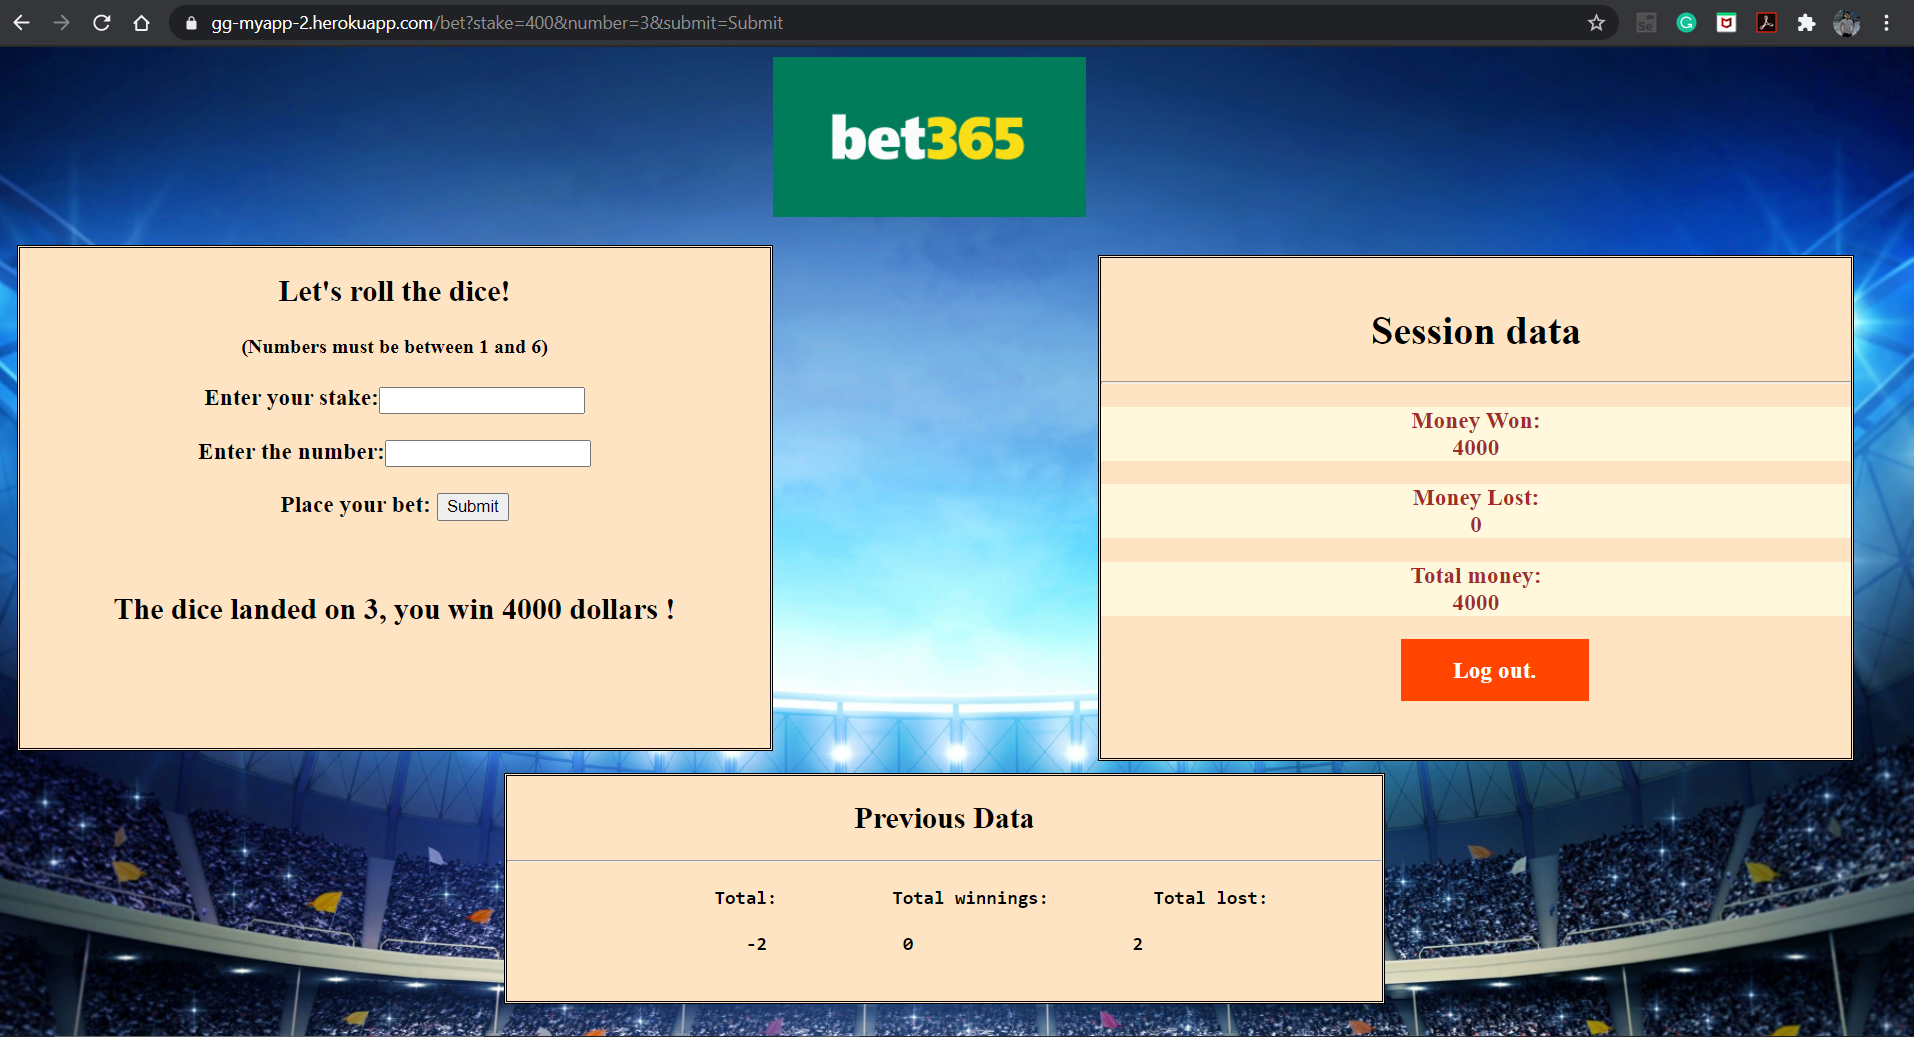 gg-myapp-2.herokuapp.com/bet?stake=400&number=3&submit=Submit
bet365
Let's roll the dice!
(Numbers must be between 1 and 6)
Enter your stake:
Enter the number:
Place your bet: Submit
The dice landed on 3, you win 4000 dollars !
Session data
Money Won:
4000
Money Lost:
0
Total money:
4000
Log out.
Previous Data
Total: Total winnings: Total lost:
-2 0 2